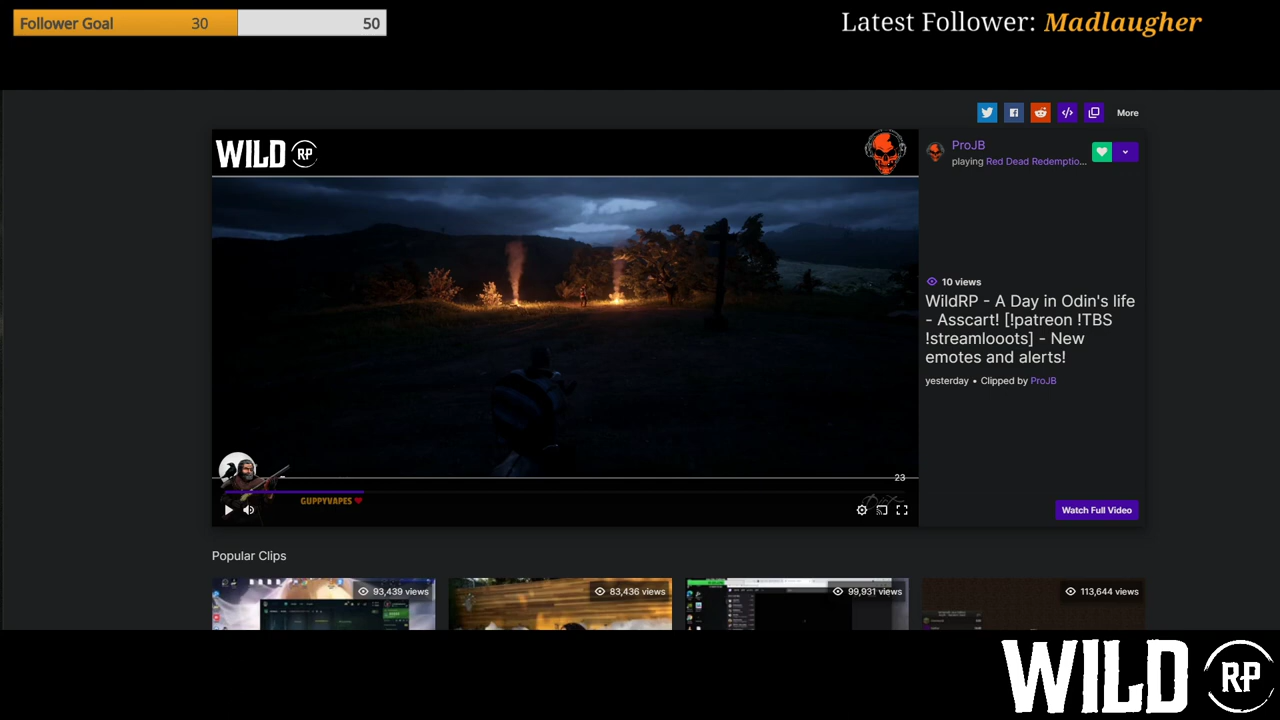 Follower Goal 30 50
Latest Follower: Madlaugher
More
WILD RP
ProJB
playing Red Dead Redemptio...
10 views
WildRP - A Day in Odin's life
- Asscart! [!patreon !TBS
!streamlooots] - New
emotes and alerts!
yesterday • Clipped by ProJB
23
GUPPYVAPES
Watch Full Video
Popular Clips
93,439 views
83,436 views
99,931 views
113,644 views
WILD RP